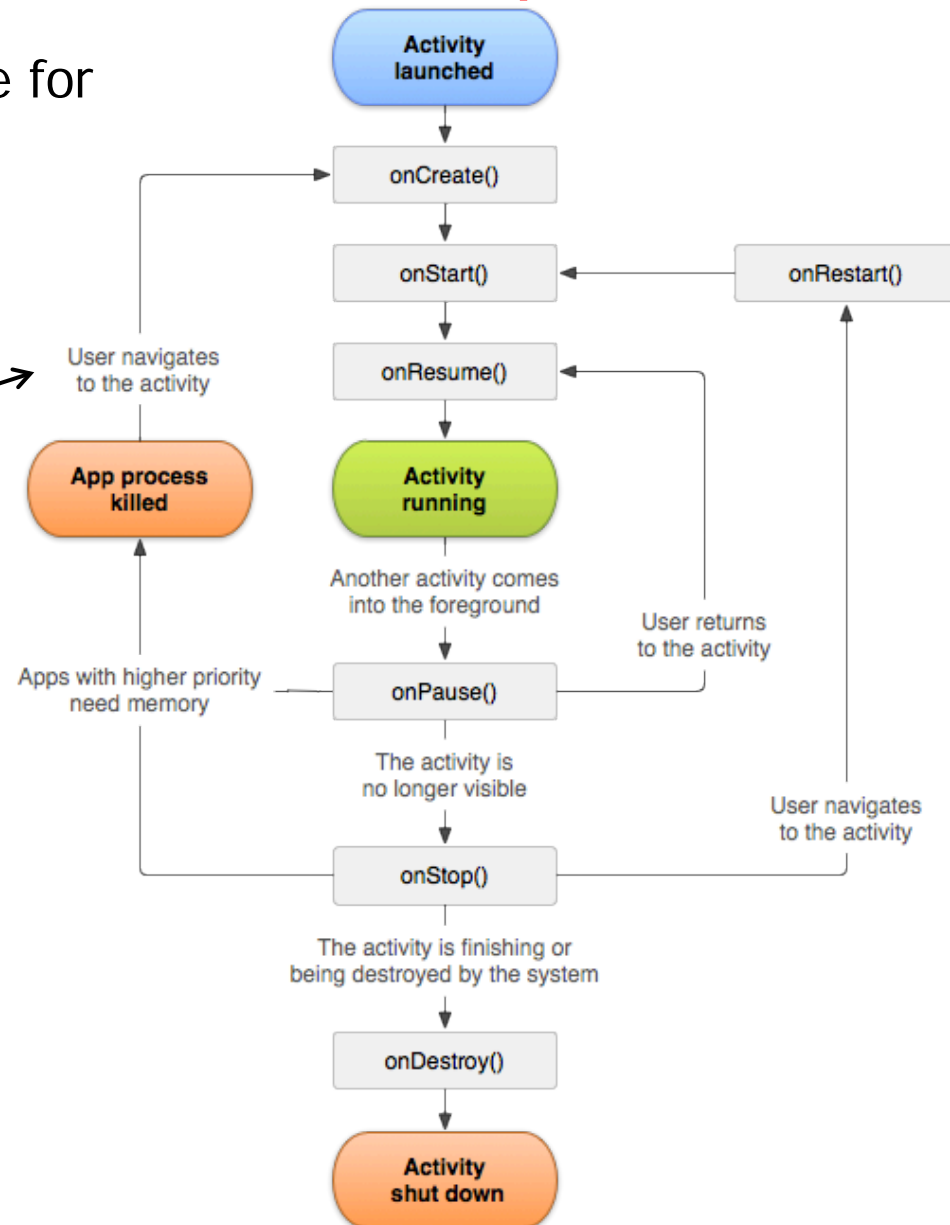 e for
Activity
launched
onCreate()
onStart()
onRestart()
User navigates
to the activity
onResume()
App process
killed
Activity
running
Another activity comes
into the foreground
User returns
to the activity
Apps with higher priority
need memory
onPause()
The activity is
no longer visible
User navigates
to the activity
onStop()
The activity is finishing or
being destroyed by the system
onDestroy()
Activity
shut down